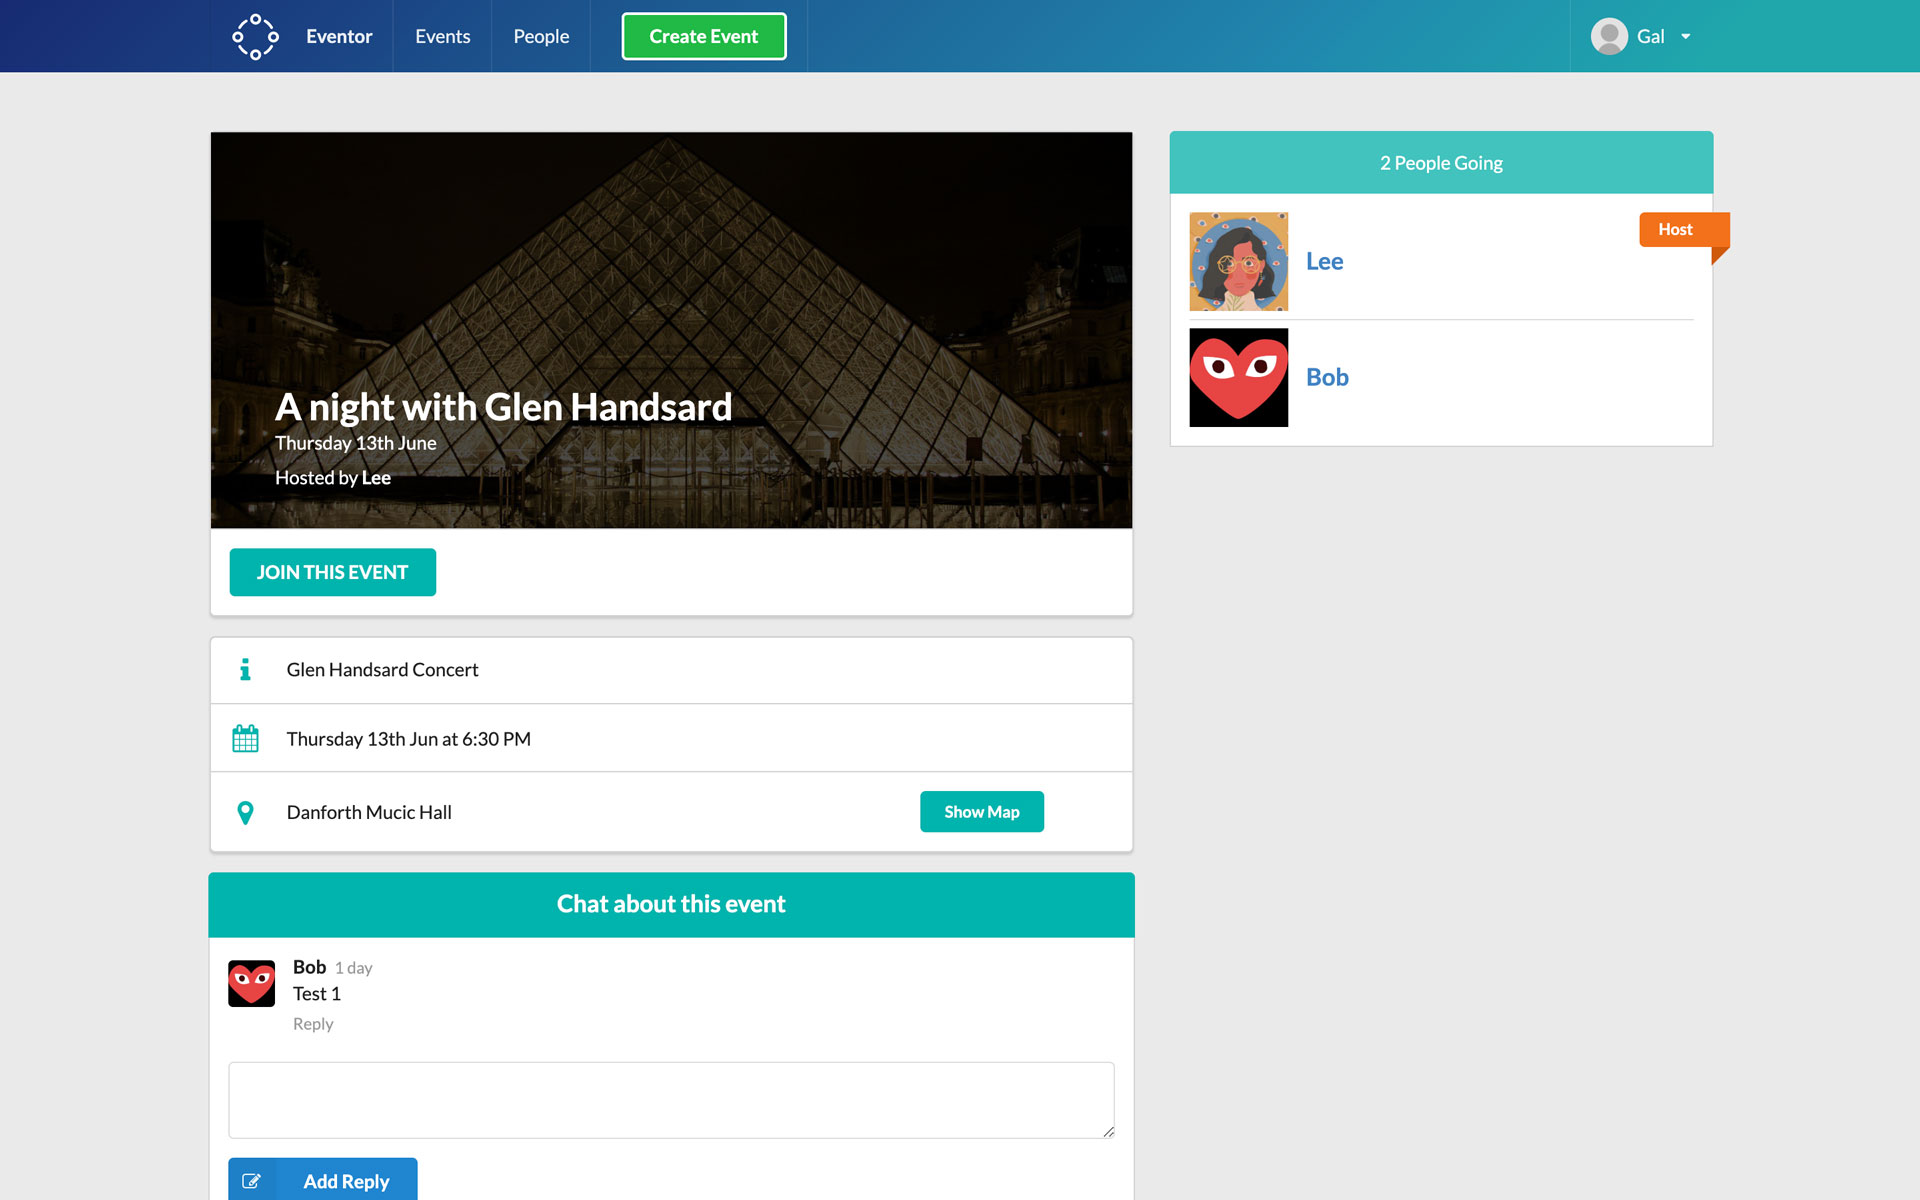 Eventor
Events
People
Create Event
Gal
A night with Glen Handsard
Thursday 13th June
Hosted by Lee
JOIN THIS EVENT
Glen Handsard Concert
Thursday 13th Jun at 6:30 PM
Danforth Mucic Hall
Show Map
Chat about this event
Bob 1 day
Test 1
Reply
Add Reply
2 People Going
Host
Lee
Bob